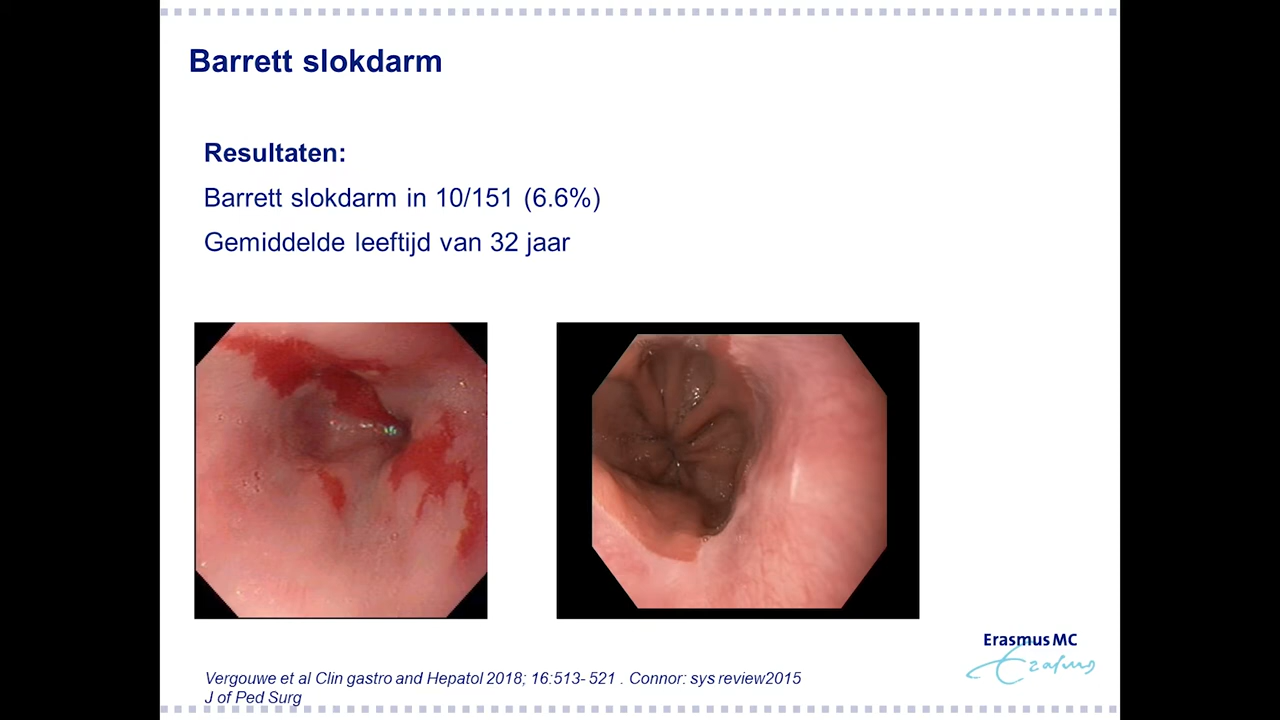 Barrett slokdarm
Resultaten:
Barrett slokdarm in 10/151 (6.6%)
Gemiddelde leeftijd van 32 jaar
Erasmus MC
Erasmus
Vergouwe et al Clin gastro and Hepatol 2018; 16:513- 521 . Connor: sys review2015
J of Ped Surg